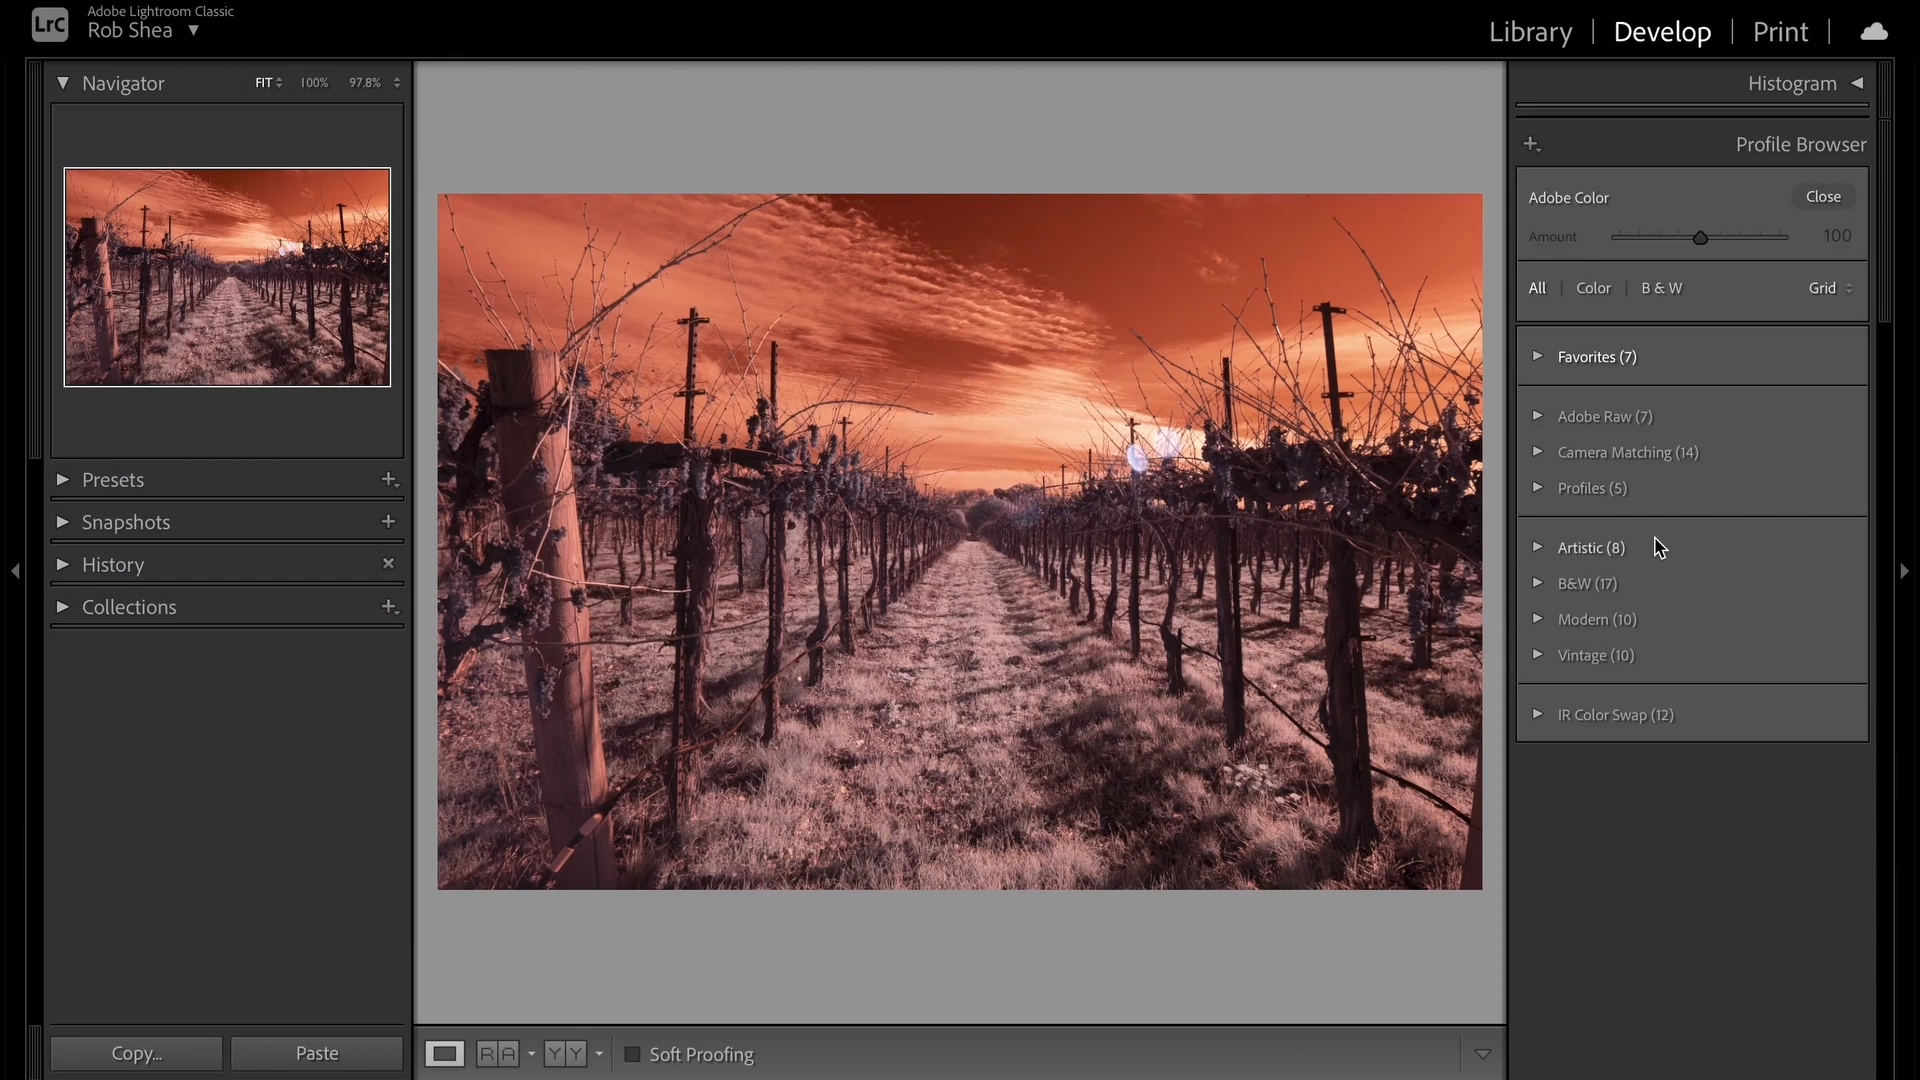 LrC
Adobe Lightroom Classic
Rob Shea
Library
Develop
Print
Navigator
FIT
100%
97.8%
Presets
Snapshots
History
Collections
Copy...
Paste
RA
YY
Soft Proofing
Histogram
Profile Browser
Adobe Color
Close
Amount
100
All
Color
B & W
Grid
Favorites (7)
Adobe Raw (7)
Camera Matching (14)
Profiles (5)
Artistic (8)
B&W (17)
Modern (10)
Vintage (10)
IR Color Swap (12)